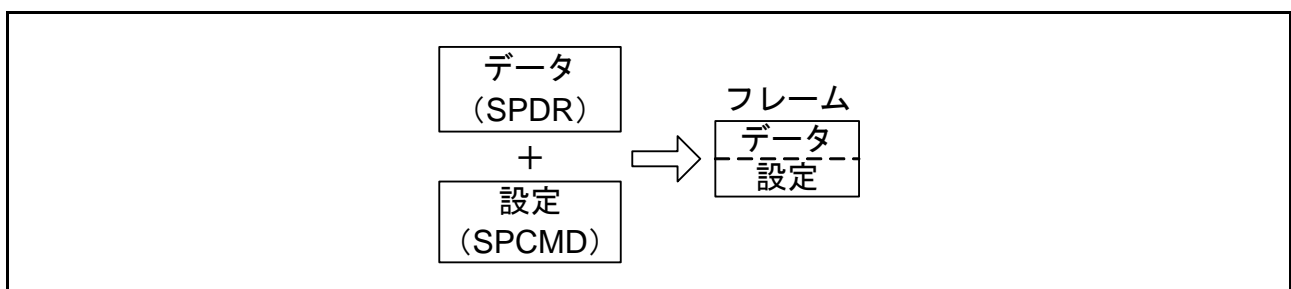 データ
（SPDR）
＋
設定
（SPCMD）
フレーム
データ
設定